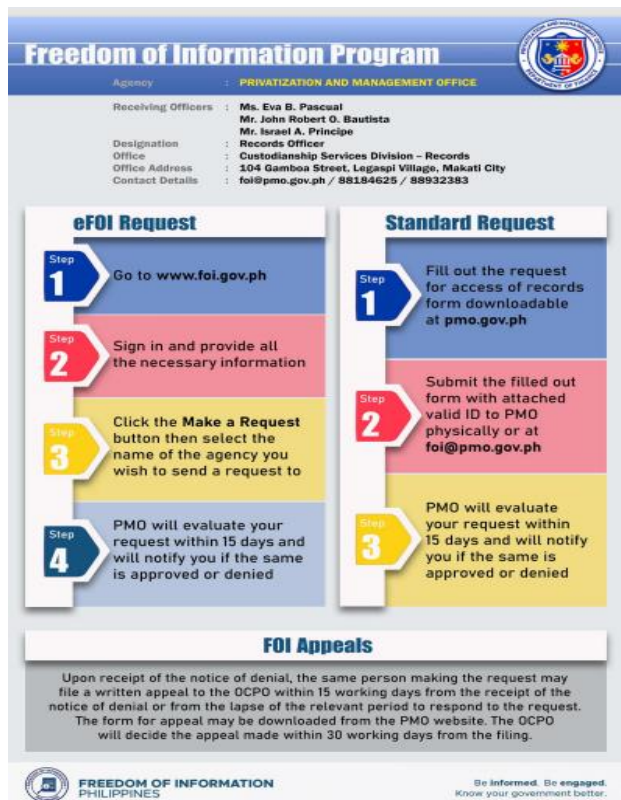 Freedom of Information Program
PRIVATIZATION AND MANAGEMENT OFFICE
DEPARTMENT OF FINANCE
Agency : PRIVATIZATION AND MANAGEMENT OFFICE
Receiving Officers : Ms. Eva B. Pascual
Mr. John Robert O. Bautista
Mr. Israel A. Principe
Designation : Records Officer
Office : Custodianship Services Division – Records
Office Address : 104 Gamboa Street, Legaspi Village, Makati City
Contact Details : foi@pmo.gov.ph / 88184625 / 88932383
eFOI Request
Step
1
Go to www.foi.gov.ph
Step
2
Sign in and provide all
the necessary information
Step
3
Click the Make a Request
button then select the
name of the agency you
wish to send a request to
Step
4
PMO will evaluate your
request within 15 days and
will notify you if the same
is approved or denied
Standard Request
Step
1
Fill out the request
for access of records
form downloadable
at pmo.gov.ph
Step
2
Submit the filled out
form with attached
valid ID to PMO
physically or at
foi@pmo.gov.ph
Step
3
PMO will evaluate
your request within
15 days and will notify
you if the same is
approved or denied
FOI Appeals
Upon receipt of the notice of denial, the same person making the request may
file a written appeal to the OCPO within 15 working days from the receipt of the
notice of denial or from the lapse of the relevant period to respond to the request.
The form for appeal may be downloaded from the PMO website. The OCPO
will decide the appeal made within 30 working days from the filing.
FREEDOM OF INFORMATION
PHILIPPINES
Be informed. Be engaged.
Know your government better.